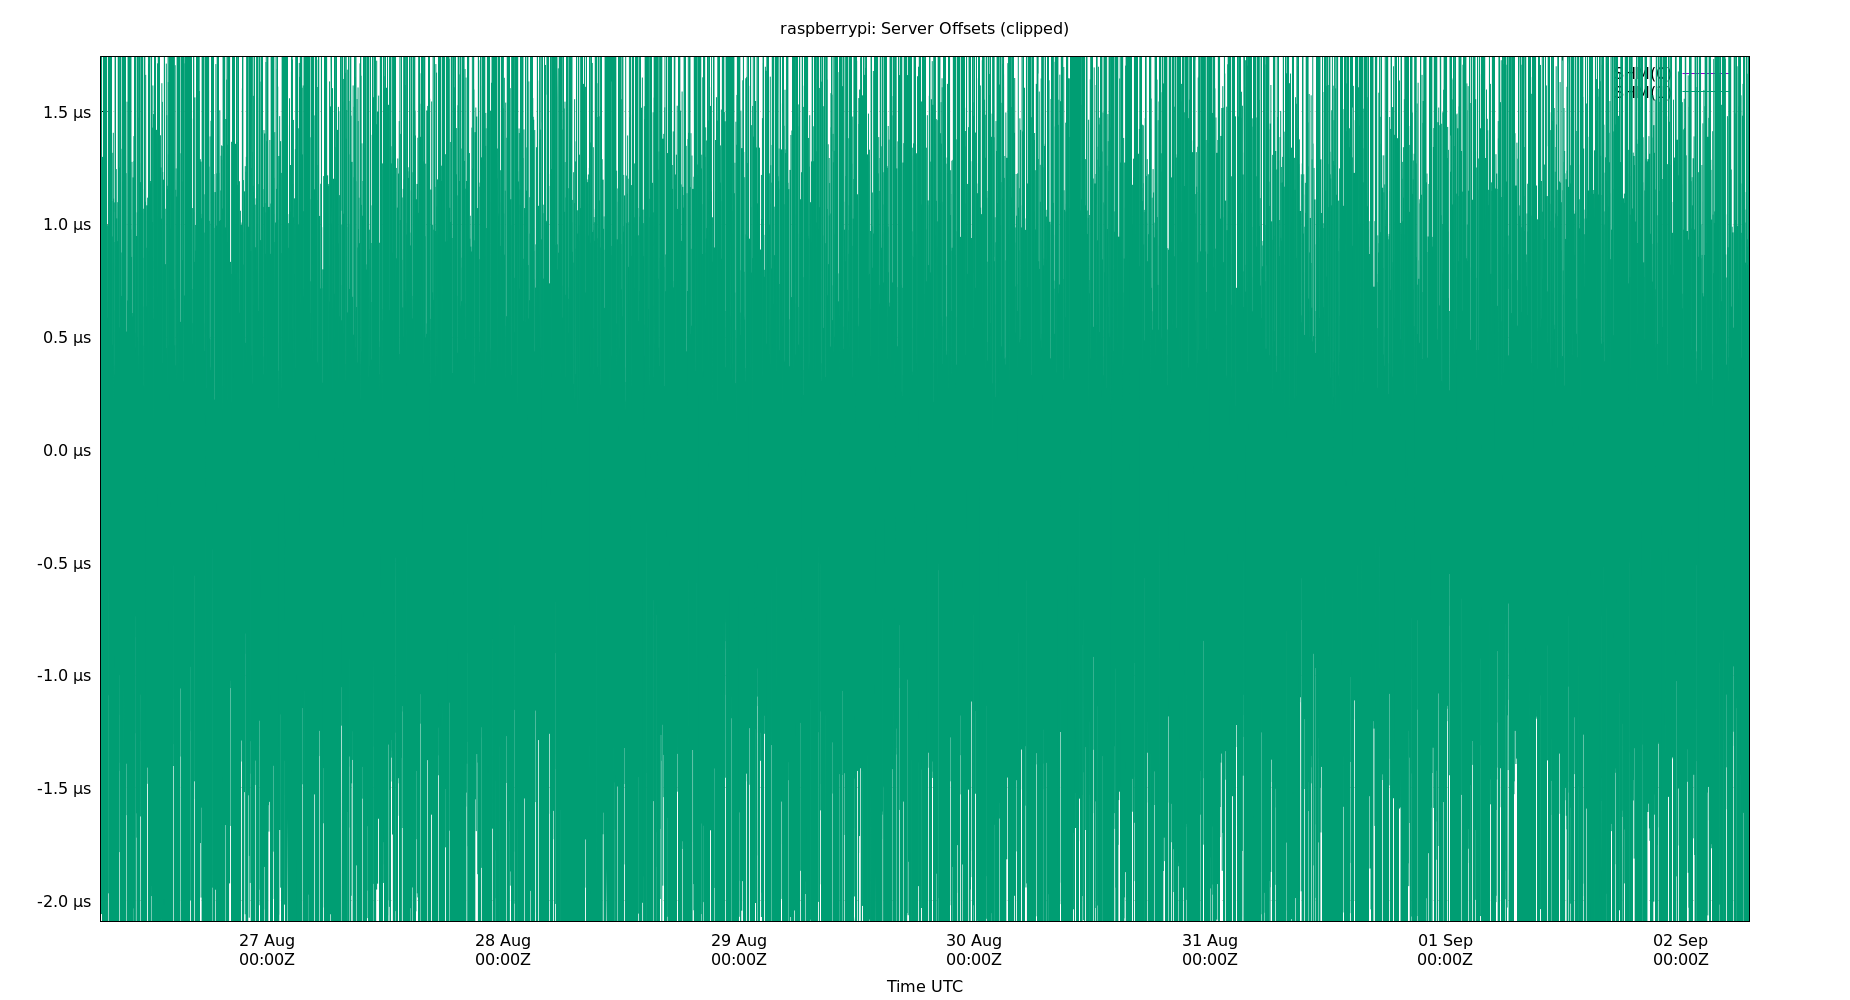 raspberrypi: Server Offsets (clipped)
1.5 µs
1.0 µs
0.5 µs
0.0 µs
-0.5 µs
-1.0 µs
-1.5 µs
-2.0 µs
27 Aug
00:00Z
28 Aug
00:00Z
29 Aug
00:00Z
30 Aug
00:00Z
31 Aug
00:00Z
01 Sep
00:00Z
02 Sep
00:00Z
Time UTC